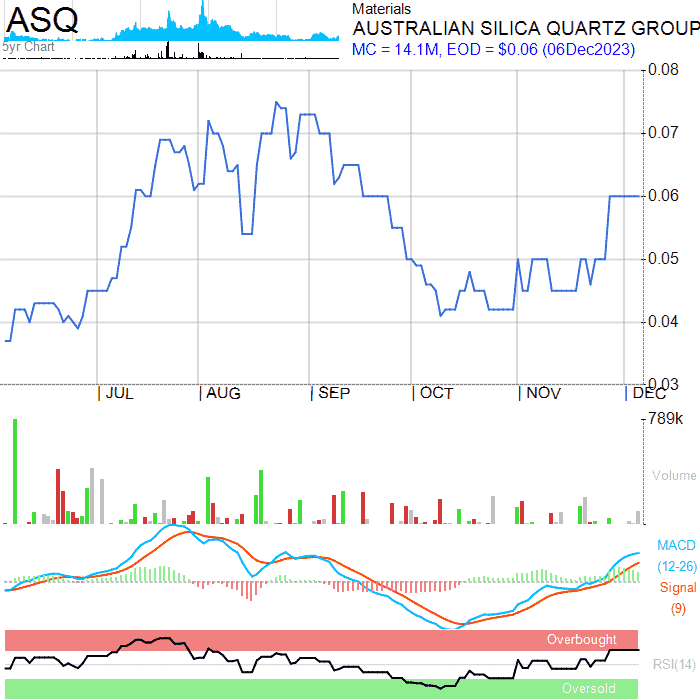 ASQ
5yr Chart
Materials
AUSTRALIAN SILICA QUARTZ GROUP
MC = 14.1M, EOD = $0.06 (06Dec2023)
0.08
0.07
0.06
0.05
0.04
0.03
JUL AUG SEP OCT NOV DEC
789k
Volume
MACD
(12-26)
Signal
(9)
Overbought
RSI(14)
Oversold